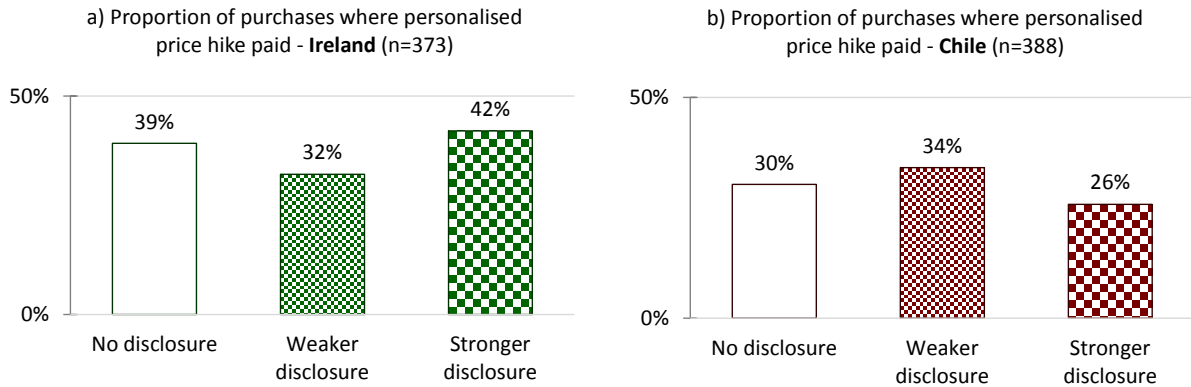 a) Proportion of purchases where personalised
price hike paid - Ireland (n=373)
50%
0%
39%
32%
42%
No disclosure
Weaker
disclosure
Stronger
disclosure
b) Proportion of purchases where personalised
price hike paid - Chile (n=388)
50%
0%
30%
34%
26%
No disclosure
Weaker
disclosure
Stronger
disclosure